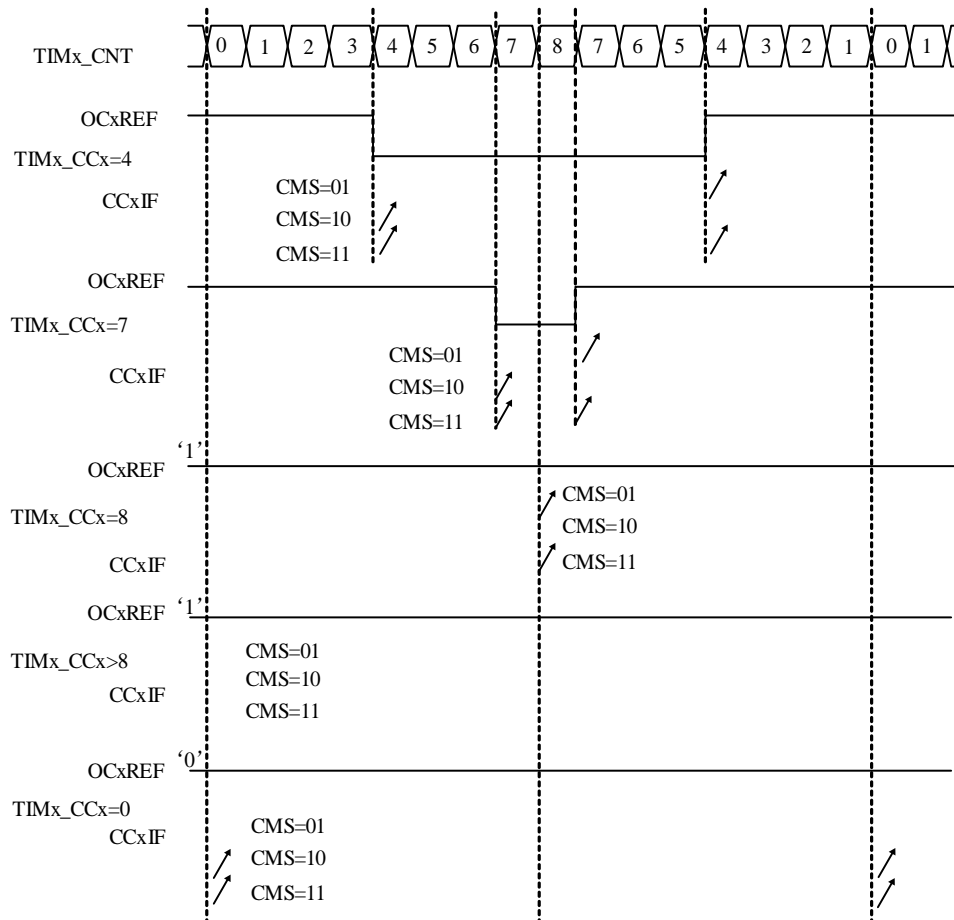 TIMx_CNT 0 1 2 3 4 5 6 7 8 7 6 5 4 3 2 1 0 1
OCxREF
TIMx_CCx=4
CMS=01
CCxIF
CMS=10
CMS=11
OCxREF
TIMx_CCx=7
CMS=01
CCxIF
CMS=10
CMS=11
OCxREF ‘1’
CMS=01
TIMx_CCx=8
CMS=10
CCxIF
CMS=11
OCxREF ‘1’
CMS=01
TIMx_CCx>8
CMS=10
CCxIF
CMS=11
OCxREF ‘0’
TIMx_CCx=0
CMS=01
CCxIF
CMS=10
CMS=11